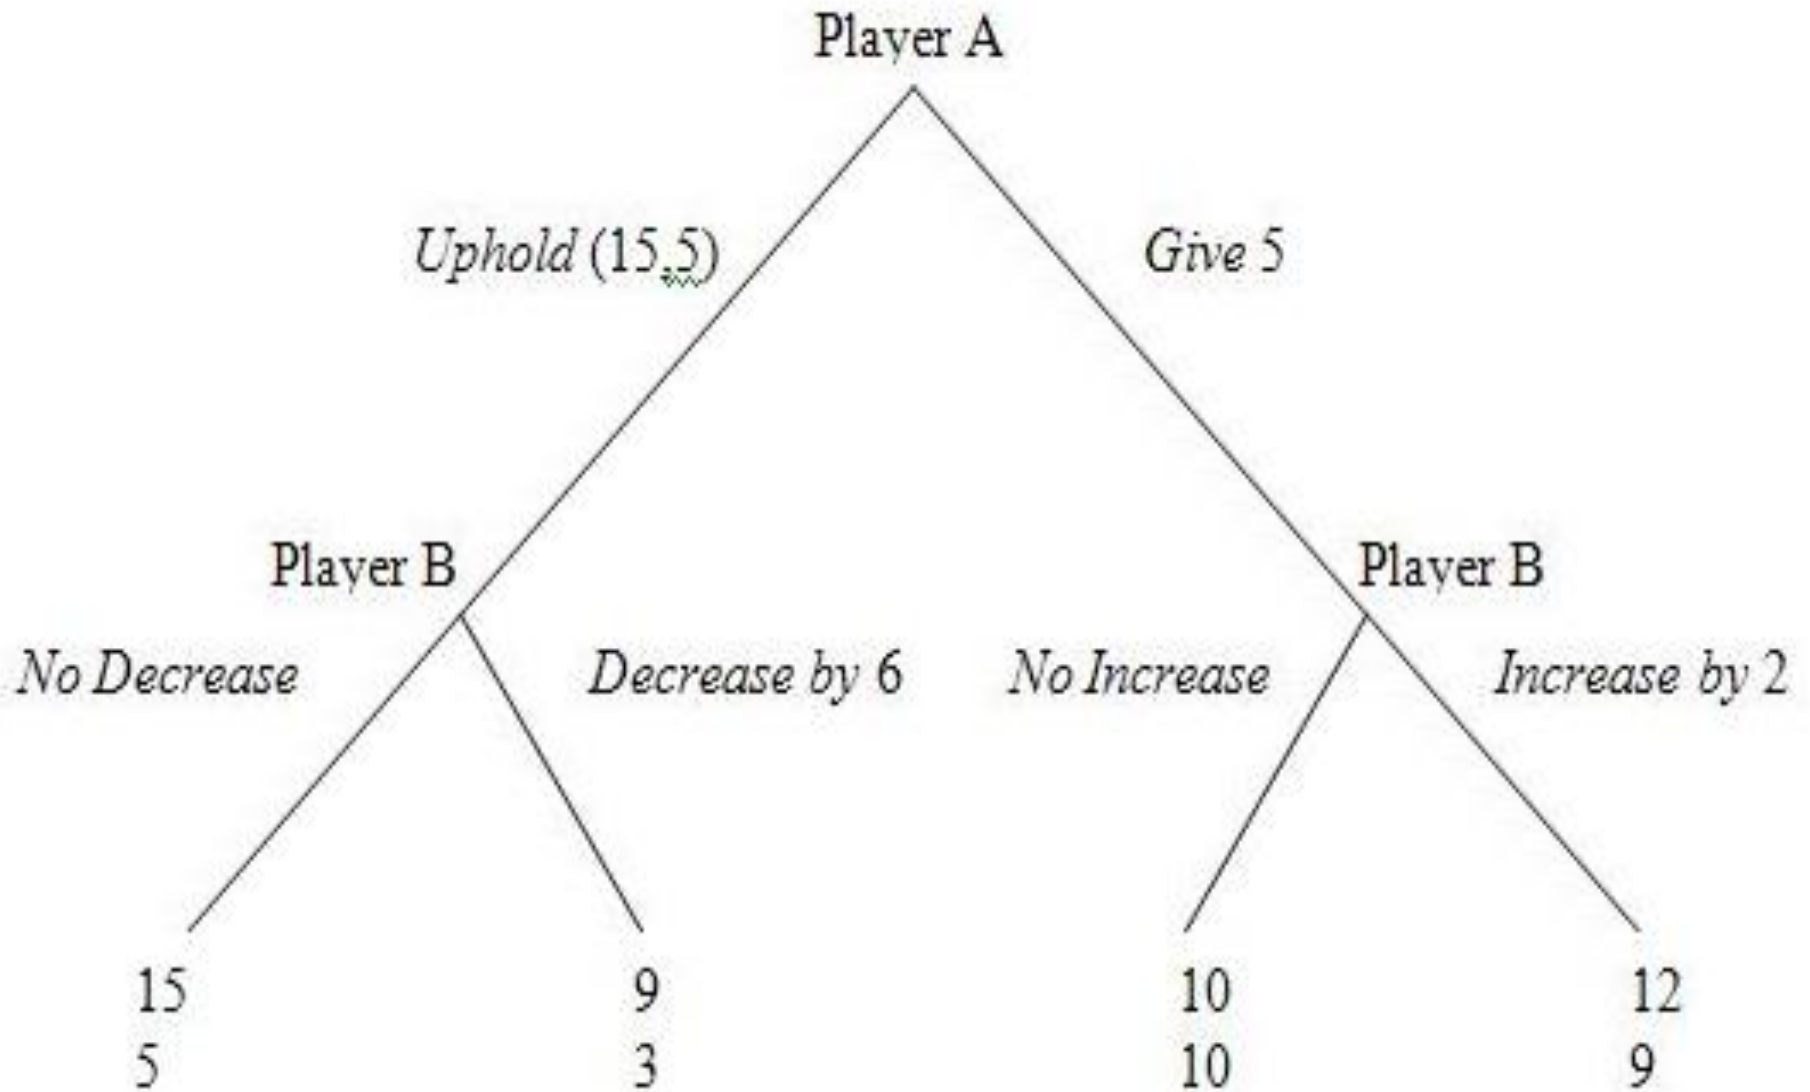 Player A
Uphold (15,5)
Give 5
Player B
Player B
No Decrease
Decrease by 6
No Increase
Increase by 2
15
9
10
12
5
3
10
9